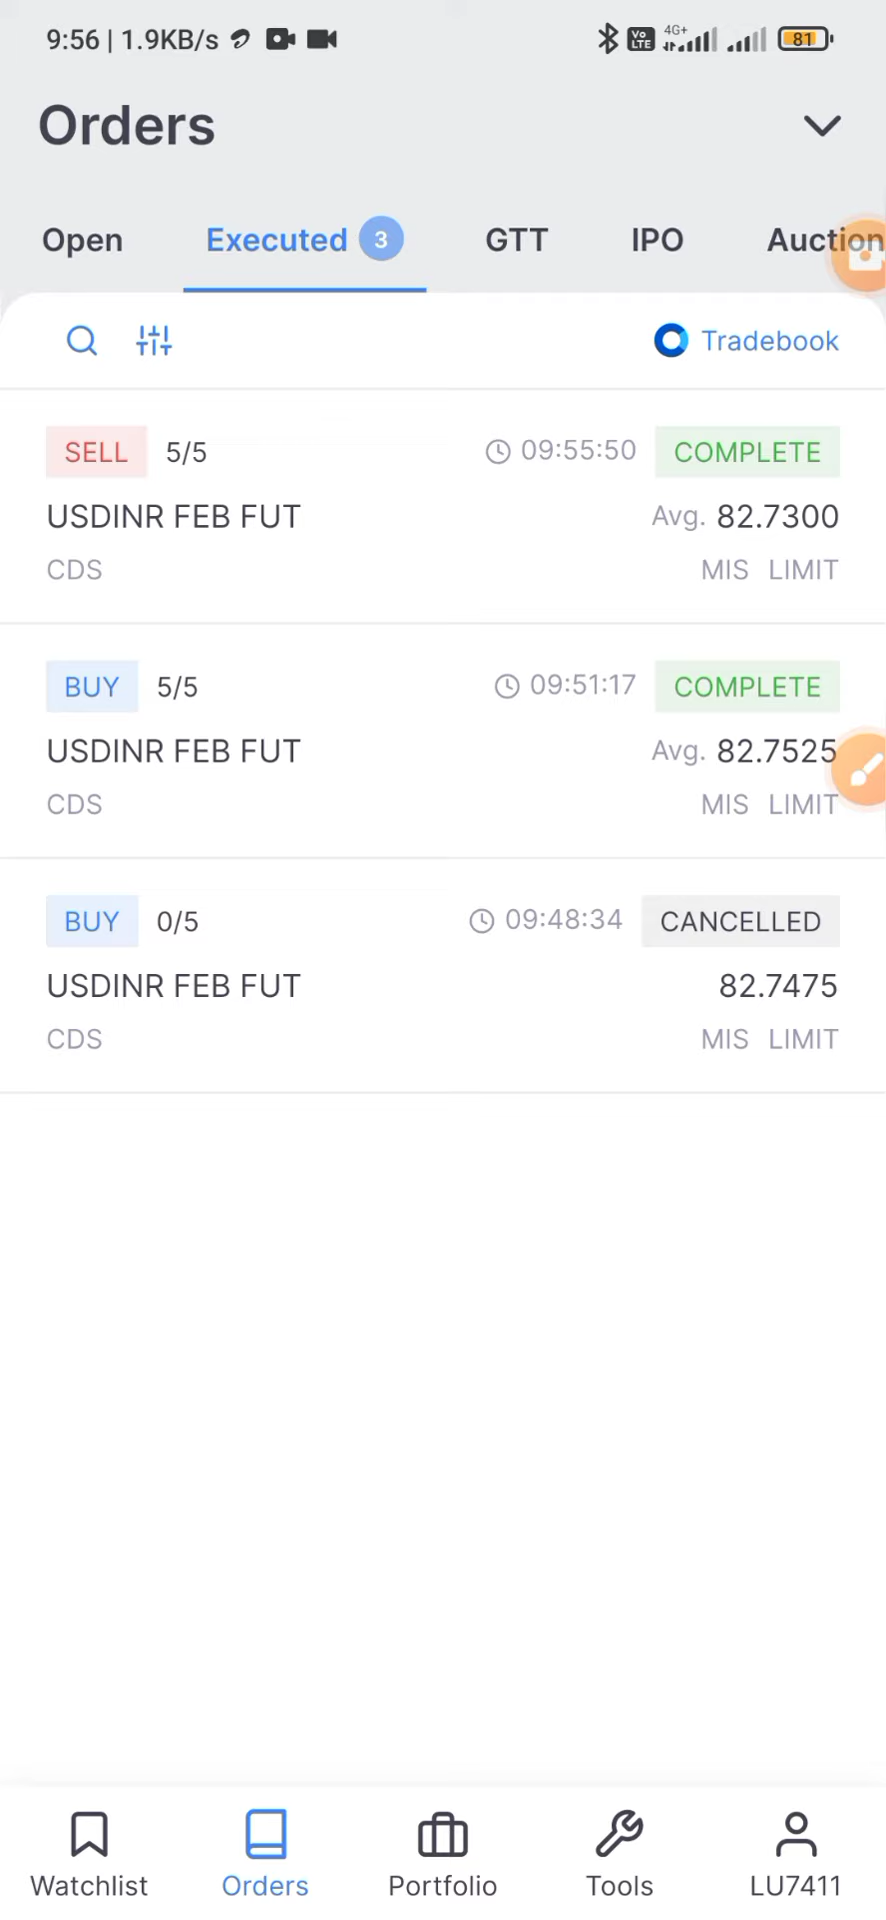 9:56 | 1.9KB/s Vo LTE 4G+ 81
Orders
Open Executed 3 GTT IPO Auction
Tradebook
SELL 5/5 09:55:50 COMPLETE
USDINR FEB FUT Avg. 82.7300
CDS MIS LIMIT
BUY 5/5 09:51:17 COMPLETE
USDINR FEB FUT Avg. 82.7525
CDS MIS LIMIT
BUY 0/5 09:48:34 CANCELLED
USDINR FEB FUT 82.7475
CDS MIS LIMIT
Watchlist Orders Portfolio Tools LU7411